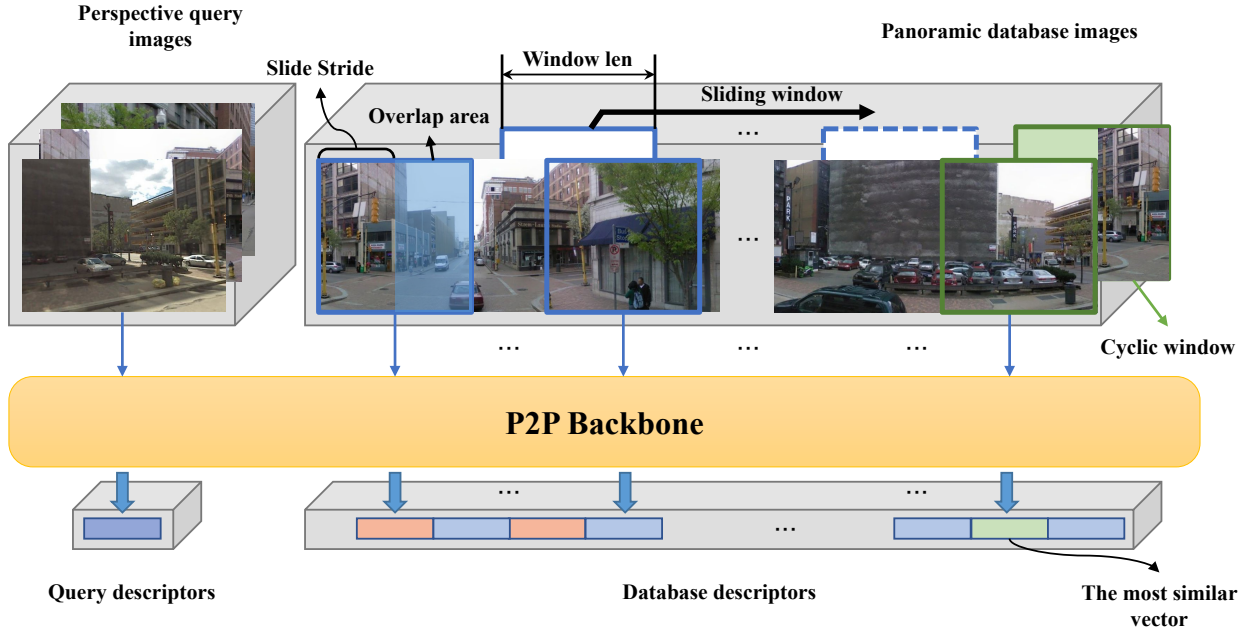 Perspective query
images
Panoramic database images
Window len
Slide Stride
Sliding window
Overlap area
...
...
PARK
Cyclic window
...
...
...
P2P Backbone
...
...
...
Query descriptors
Database descriptors
The most similar
vector